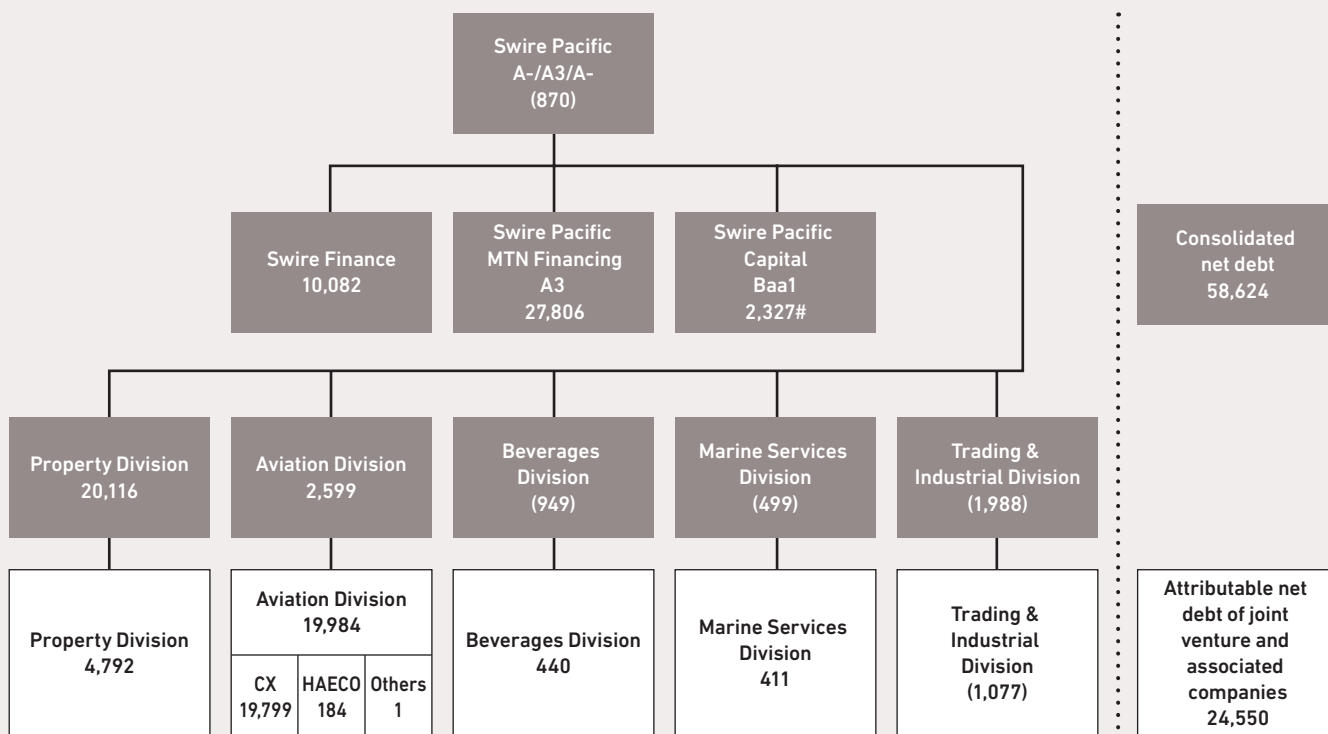 Swire Pacific
A-/A3/A-
(870)
Swire Finance
10,082
Swire Pacific
MTN Financing
A3
27,806
Swire Pacific
Capital
Baa1
2,327#
Consolidated
net debt
58,624
Property Division
20,116
Aviation Division
2,599
Beverages
Division
(949)
Marine Services
Division
(499)
Trading &
Industrial Division
(1,988)
Property Division
4,792
Aviation Division
19,984
CX
19,799
HAECO
184
Others
1
Beverages Division
440
Marine Services
Division
411
Trading &
Industrial
Division
(1,077)
Attributable net
debt of joint
venture and
associated
companies
24,550